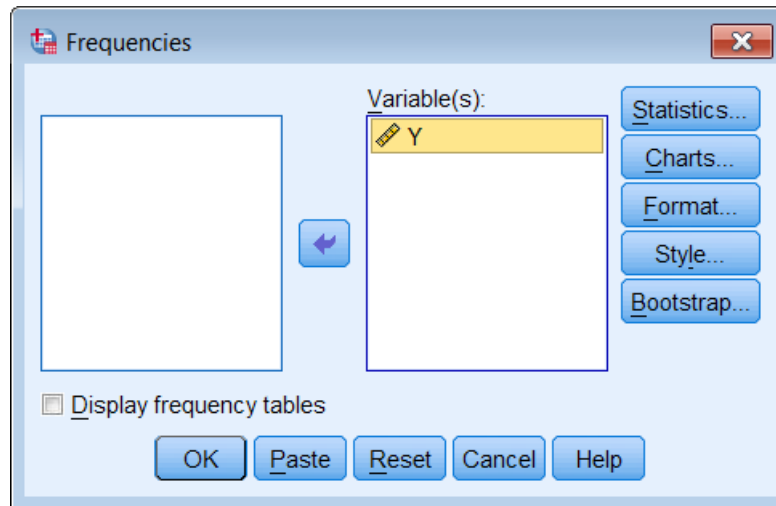 Frequencies
Variable(s):
Y
Statistics...
Charts...
Format...
Style...
Bootstrap...
Display frequency tables
OK Paste Reset Cancel Help